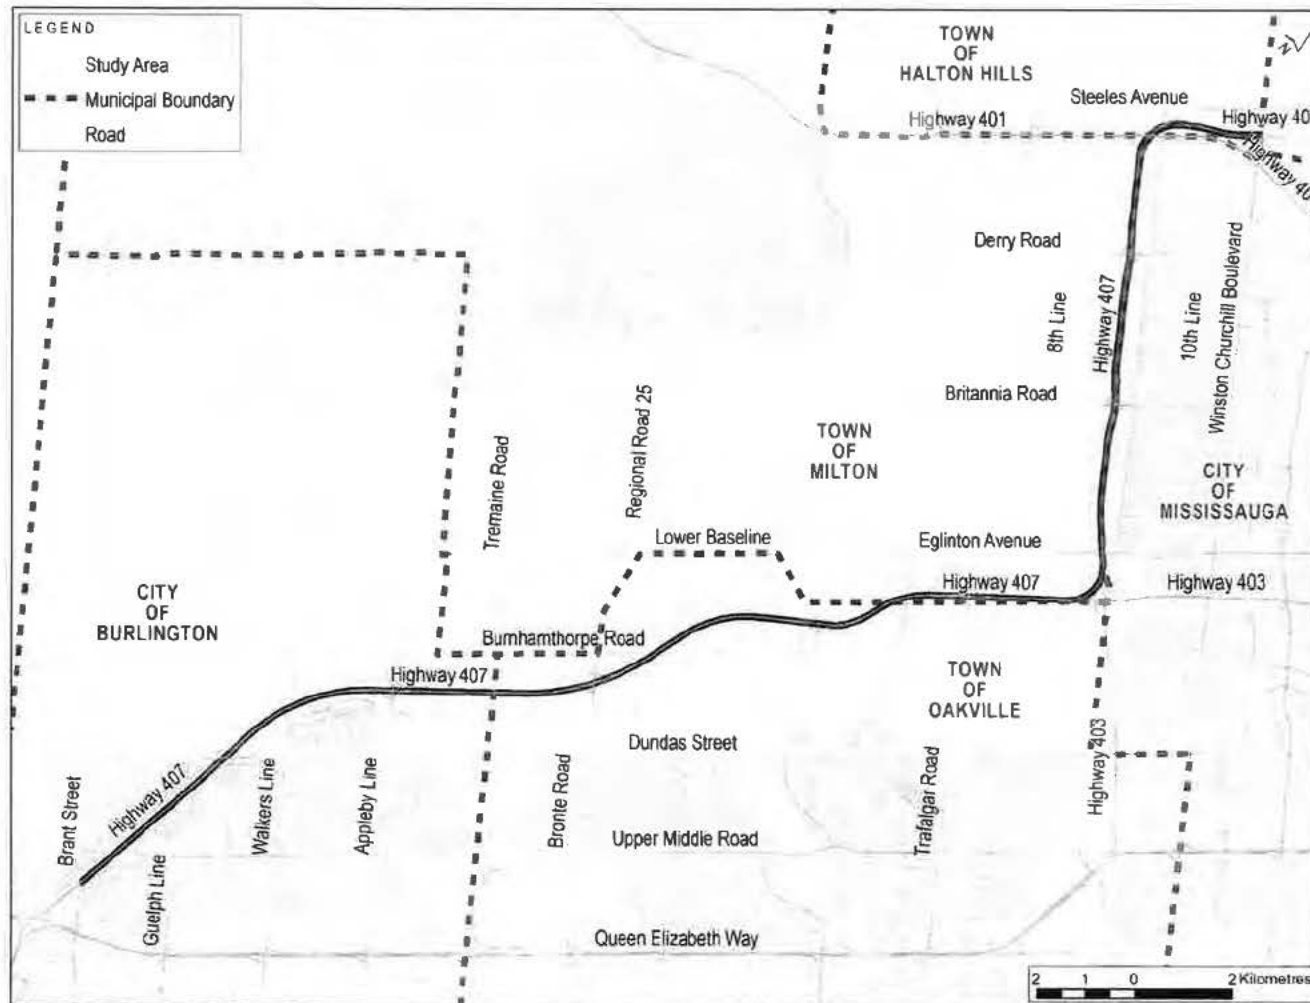 LEGEND
Study Area
Municipal Boundary
Road
TOWN
OF
HALTON HILLS
N
Steeles Avenue
Highway 401
Highway 40
Highway 40
Derry Road
8th Line
Highway 407
10th Line
Winston Churchill Boulevard
Britannia Road
Regional Road 25
Tremaine Road
TOWN
OF
MILTON
CITY
OF
MISSISSAUGA
Lower Baseline
Eglinton Avenue
Highway 407
Highway 403
CITY
OF
BURLINGTON
Burnhamthorpe Road
Highway 407
TOWN
OF
OAKVILLE
Dundas Street
Highway 403
Trafalgar Road
Bronte Road
Appleby Line
Walkers Line
Highway 407
Brant Street
Upper Middle Road
Guelph Line
Queen Elizabeth Way
2 1 0 2 Kilometres